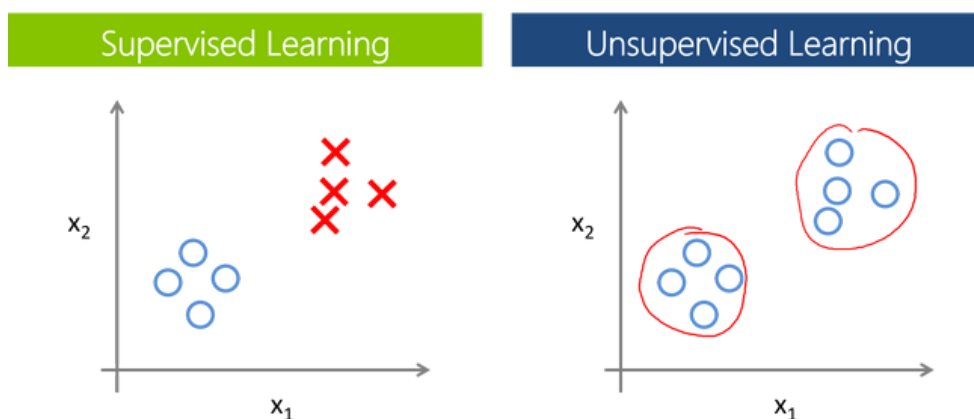 Supervised Learning
x2
x1
Unsupervised Learning
x2
x1